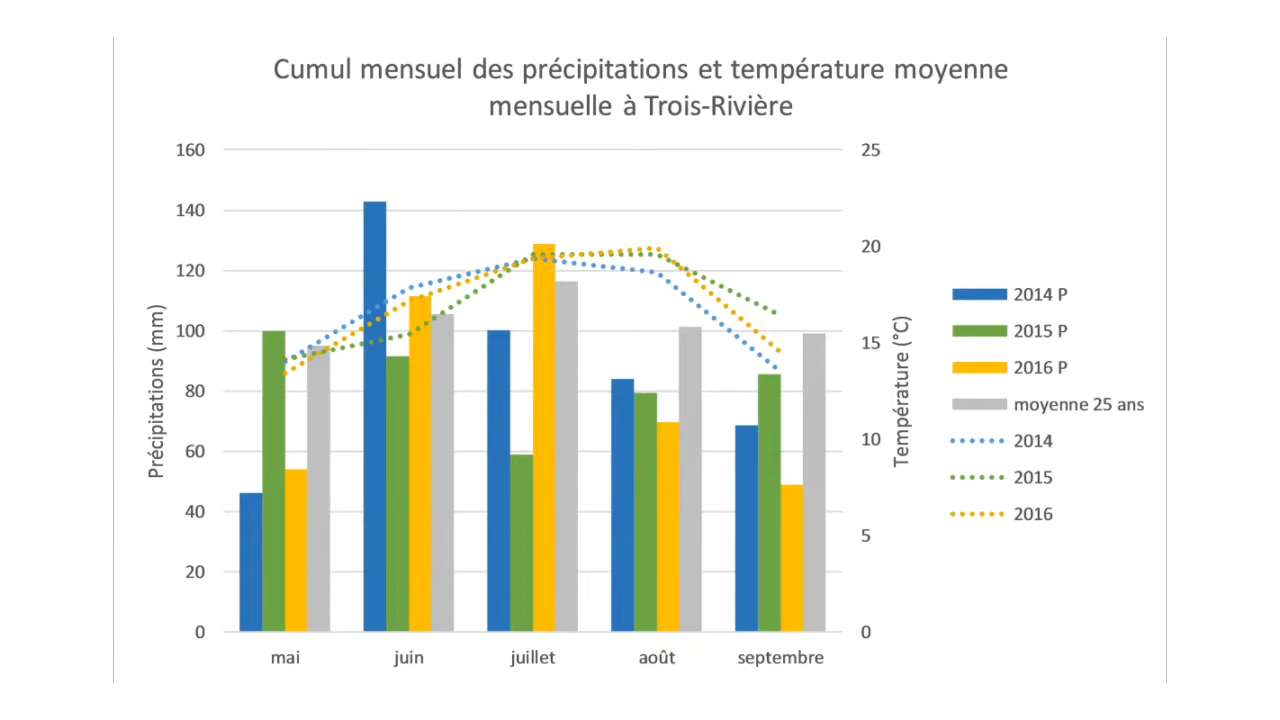 Cumul mensuel des précipitations et température moyenne
mensuelle à Trois-Rivière
160
140
120
100
80
60
40
20
0
Précipitations (mm)
25
20
15
10
5
0
Température (°C)
mai
juin
juillet
août
septembre
2014 P
2015 P
2016 P
moyenne 25 ans
2014
2015
2016